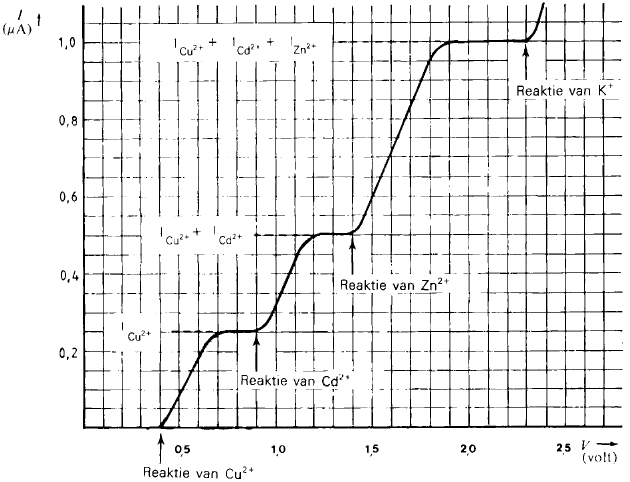 I
(μA) ↑
1,0
0,8
0,6
0,4
0,2
I Cu²⁺ + I Cd²⁺ + I Zn²⁺
Reaktie van K⁺
I Cu²⁺ + I Cd²⁺
Reaktie van Zn²⁺
Cu²⁺
Reaktie van Cd²⁺
0,5 1,0 1,5 2,0 2,5 V →
(volt)
Reaktie van Cu²⁺